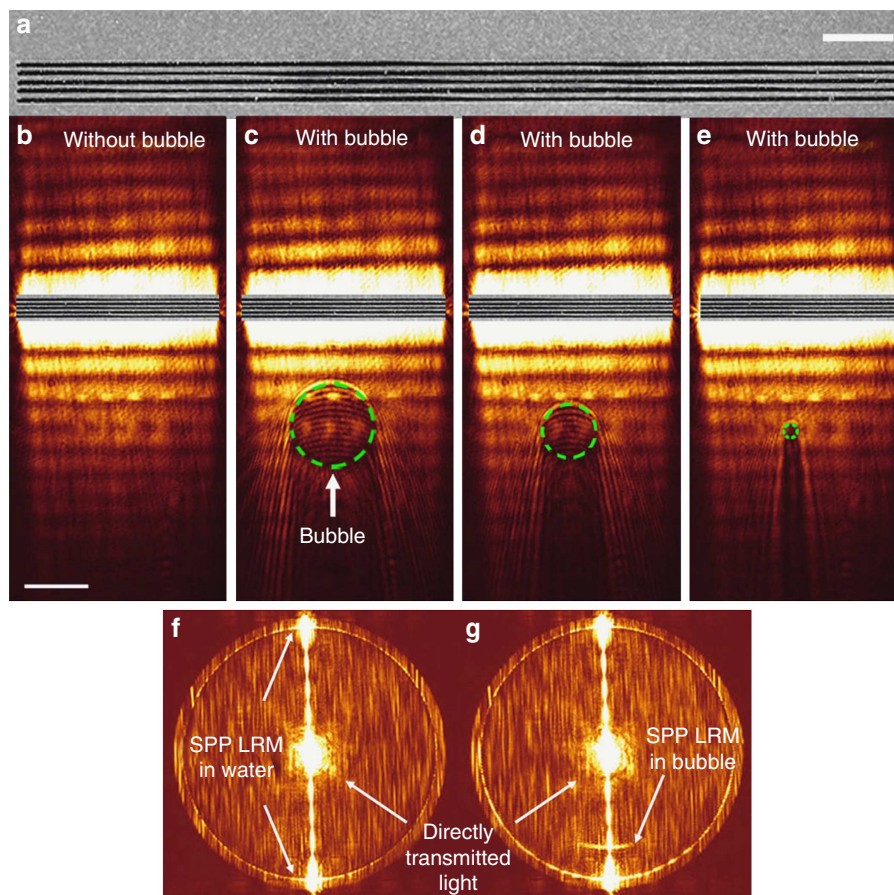 a
b
Without bubble
c
With bubble
d
With bubble
e
With bubble
Bubble
f
g
SPP LRM
in water
SPP LRM
in bubble
Directly
transmitted
light